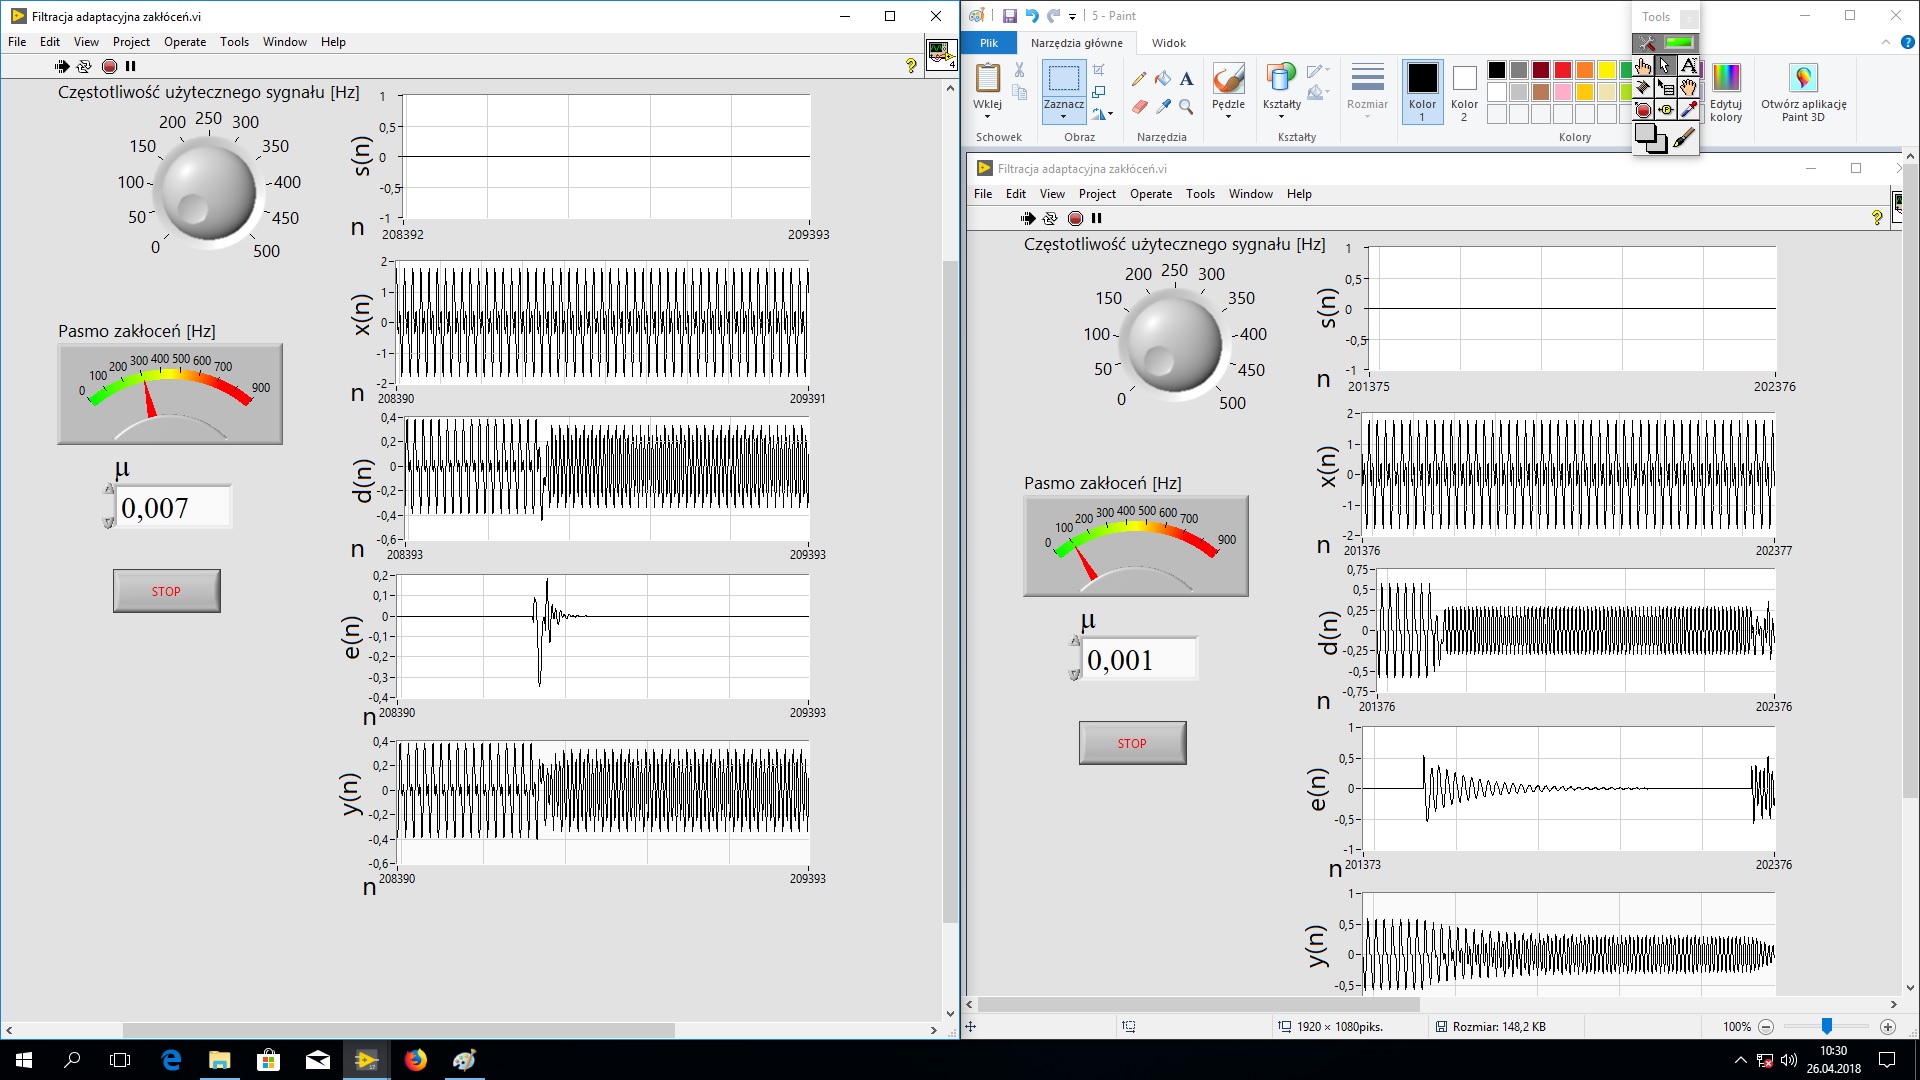 Filtracja adaptacyjna zakłóceń.vi
File Edit View Project Operate Tools Window Help
4
Częstotliwość użytecznego sygnału [Hz]
0 50 100 150 200 250 300 350 400 450 500
Pasmo zakłoceń [Hz]
0 100 200 300 400 500 600 700 900
μ
0,007
STOP
s(n)
1
0,5
0
-0,5
-1
n
208392 209393
x(n)
2
1
0
-1
-2
n
208390 209391
d(n)
0,4
0,2
0
-0,2
-0,4
-0,6
n
208393 209393
e(n)
0,2
0,1
0
-0,1
-0,2
-0,3
-0,4
n
208390 209393
y(n)
0,4
0,2
0
-0,2
-0,4
-0,6
n
208390 209393
5 - Paint
Tools
Plik Narzędzia główne Widok
Wklej Zaznacz Pędzle Kształty Rozmiar Kolor 1 Kolor 2 Edytuj kolory Otwórz aplikację Paint 3D
Schowek Obraz Narzędzia Kształty Kolory
Filtracja adaptacyjna zakłóceń.vi
File Edit View Project Operate Tools Window Help
Częstotliwość użytecznego sygnału [Hz]
0 50 100 150 200 250 300 350 400 450 500
Pasmo zakłoceń [Hz]
0 100 200 300 400 500 600 700 900
μ
0,001
STOP
s(n)
1
0,5
0
-0,5
-1
n
201375 202376
x(n)
2
1
0
-1
-2
n
201376 202377
d(n)
0,75
0,5
0,25
0
-0,25
-0,5
-0,75
n
201376 202376
e(n)
1
0,5
0
-0,5
-1
n
201373 202376
y(n)
1
0,5
0
-0,5
1920 × 1080piks. Rozmiar: 148,2 KB 100%
10:30
26.04.2018